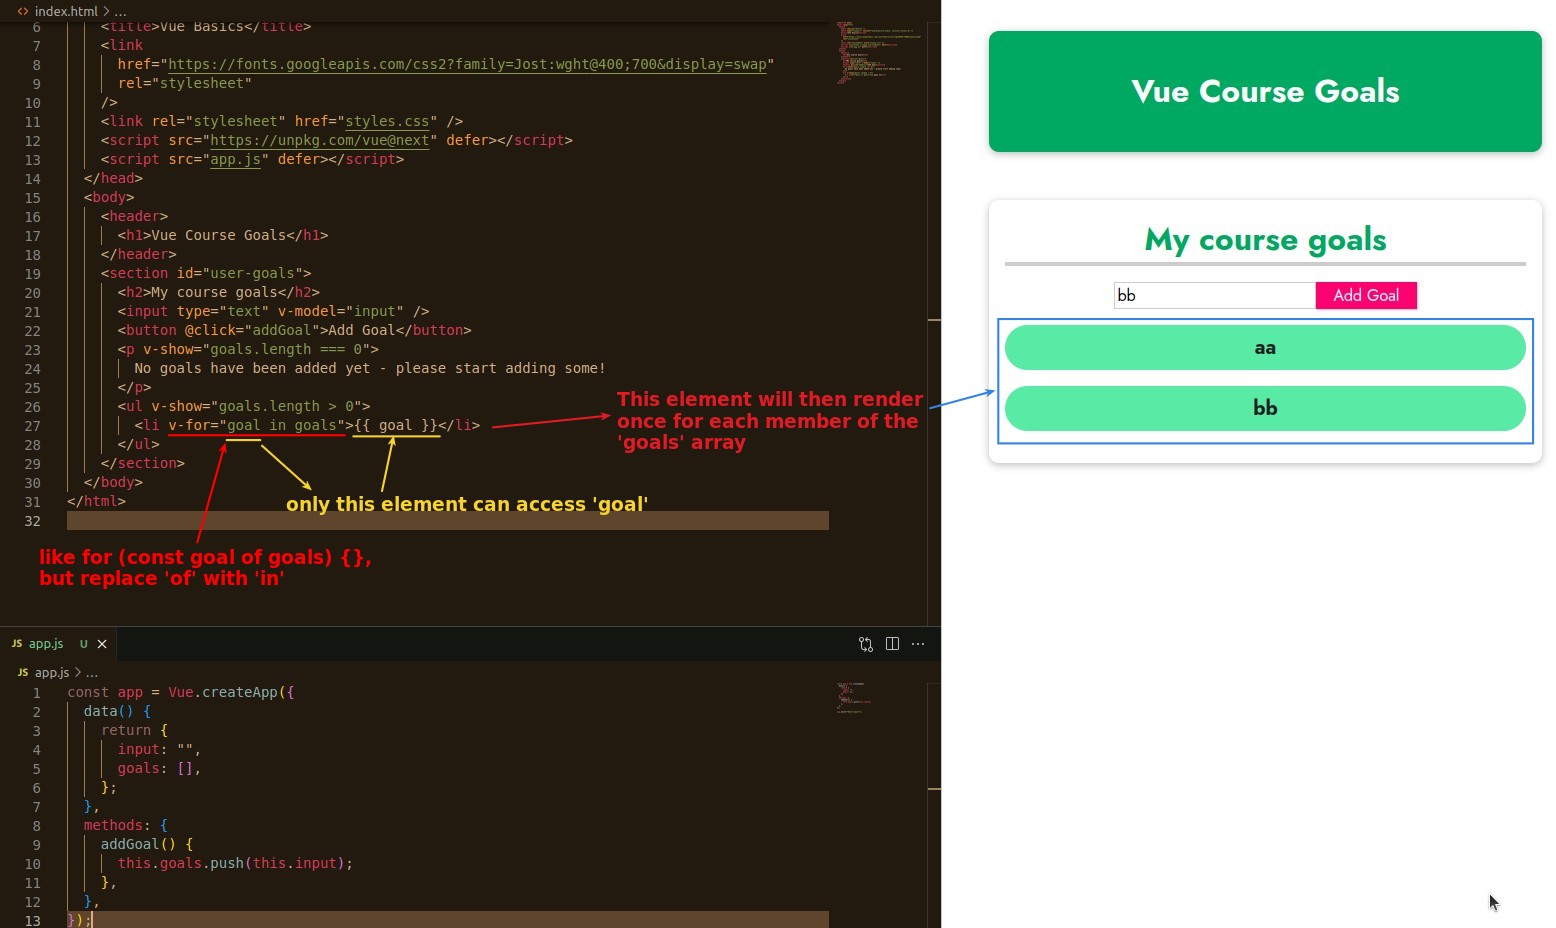 <> index.html > ...
6 <title>Vue Basics</title>
7 <link
8 href="https://fonts.googleapis.com/css2?family=Jost:wght@400;700&display=swap"
9 rel="stylesheet"
10 />
11 <link rel="stylesheet" href="styles.css" />
12 <script src="https://unpkg.com/vue@next" defer></script>
13 <script src="app.js" defer></script>
14 </head>
15 <body>
16 <header>
17 <h1>Vue Course Goals</h1>
18 </header>
19 <section id="user-goals">
20 <h2>My course goals</h2>
21 <input type="text" v-model="input" />
22 <button @click="addGoal">Add Goal</button>
23 <p v-show="goals.length === 0">
24 No goals have been added yet - please start adding some!
25 </p>
26 <ul v-show="goals.length > 0">
27 <li v-for="goal in goals">{{ goal }}</li>
28 </ul>
29 </section>
30 </body>
31 </html>
32
This element will then render
once for each member of the
'goals' array
only this element can access 'goal'
like for (const goal of goals) {},
but replace 'of' with 'in'
JS app.js U ×
JS app.js > ...
1 const app = Vue.createApp({
2 data() {
3 return {
4 input: "",
5 goals: [],
6 };
7 },
8 methods: {
9 addGoal() {
10 this.goals.push(this.input);
11 },
12 },
13 });
Vue Course Goals
My course goals
bb Add Goal
aa
bb